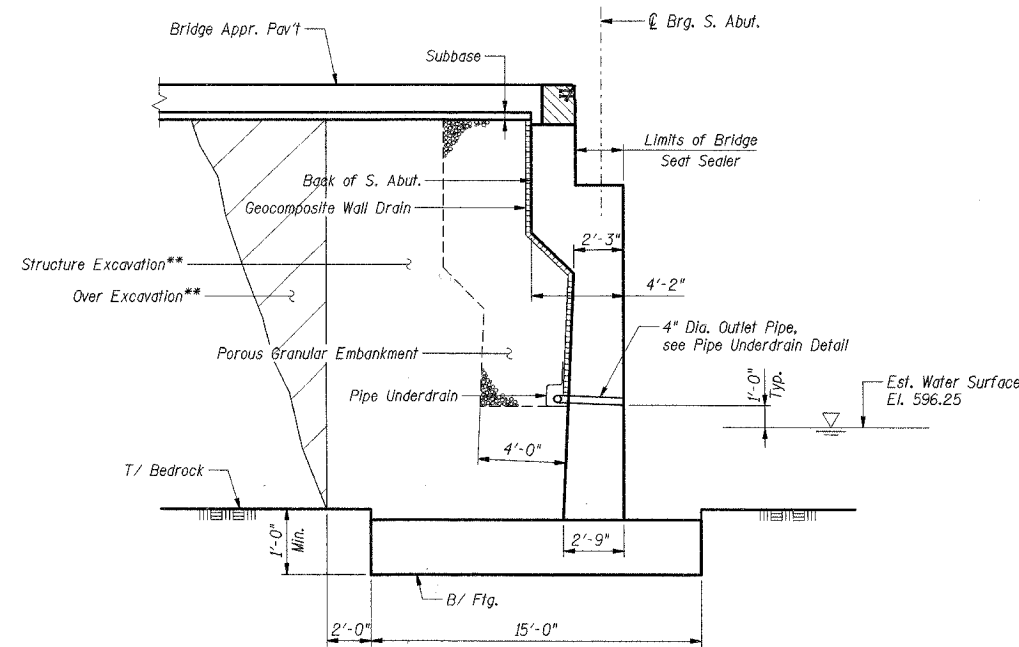 Bridge Appr. Pav't
℄ Brg. S. Abut.
Subbase
Limits of Bridge
Seat Sealer
Back of S. Abut.
Geocomposite Wall Drain
2'-3"
Structure Excavation**
4'-2"
Over Excavation**
4" Dia. Outlet Pipe,
see Pipe Underdrain Detail
Porous Granular Embankment
1'-0"
Typ.
Est. Water Surface
El. 596.25
Pipe Underdrain
4'-0"
T/ Bedrock
1'-0"
Min.
2'-9"
B/ Ftg.
2'-0"
15'-0"